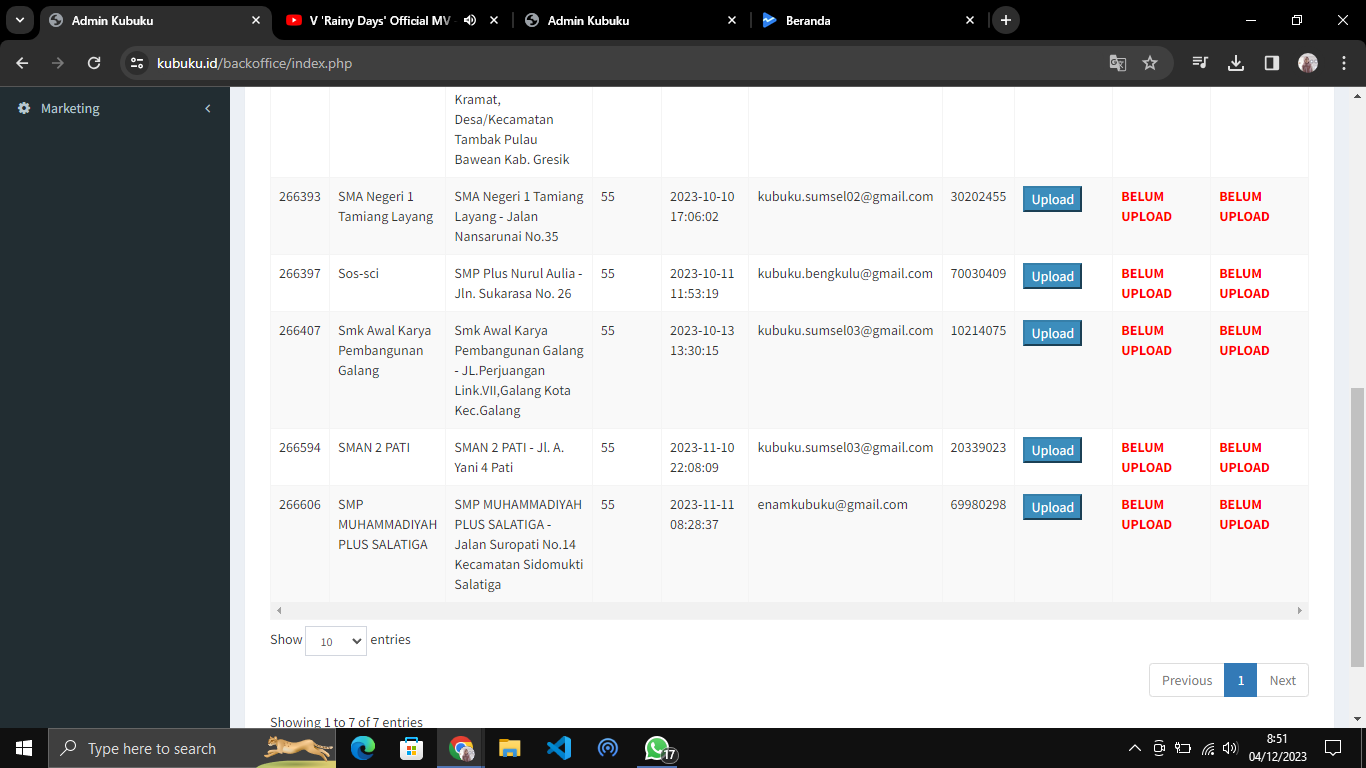 Admin Kubuku
V 'Rainy Days' Official MV
Admin Kubuku
Beranda
kubuku.id/backoffice/index.php
Marketing
Kramat,
Desa/Kecamatan
Tambak Pulau
Bawean Kab. Gresik
266393
SMA Negeri 1
Tamiang Layang
SMA Negeri 1 Tamiang
Layang - Jalan
Nansarunai No.35
55
2023-10-10
17:06:02
kubuku.sumsel02@gmail.com
30202455
Upload
BELUM
UPLOAD
BELUM
UPLOAD
266397
Sos-sci
SMP Plus Nurul Aulia -
Jln. Sukarasa No. 26
55
2023-10-11
11:53:19
kubuku.bengkulu@gmail.com
70030409
Upload
BELUM
UPLOAD
BELUM
UPLOAD
266407
Smk Awal Karya
Pembangunan
Galang
Smk Awal Karya
Pembangunan Galang
- JL.Perjuangan
Link.VII,Galang Kota
Kec.Galang
55
2023-10-13
13:30:15
kubuku.sumsel03@gmail.com
10214075
Upload
BELUM
UPLOAD
BELUM
UPLOAD
266594
SMAN 2 PATI
SMAN 2 PATI - Jl. A.
Yani 4 Pati
55
2023-11-10
22:08:09
kubuku.sumsel03@gmail.com
20339023
Upload
BELUM
UPLOAD
BELUM
UPLOAD
266606
SMP
MUHAMMADIYAH
PLUS SALATIGA
SMP MUHAMMADIYAH
PLUS SALATIGA -
Jalan Suropati No.14
Kecamatan Sidomukti
Salatiga
55
2023-11-11
08:28:37
enamkubuku@gmail.com
69980298
Upload
BELUM
UPLOAD
BELUM
UPLOAD
Show 10 entries
Previous 1 Next
Showing 1 to 7 of 7 entries
Type here to search
17
8:51
04/12/2023